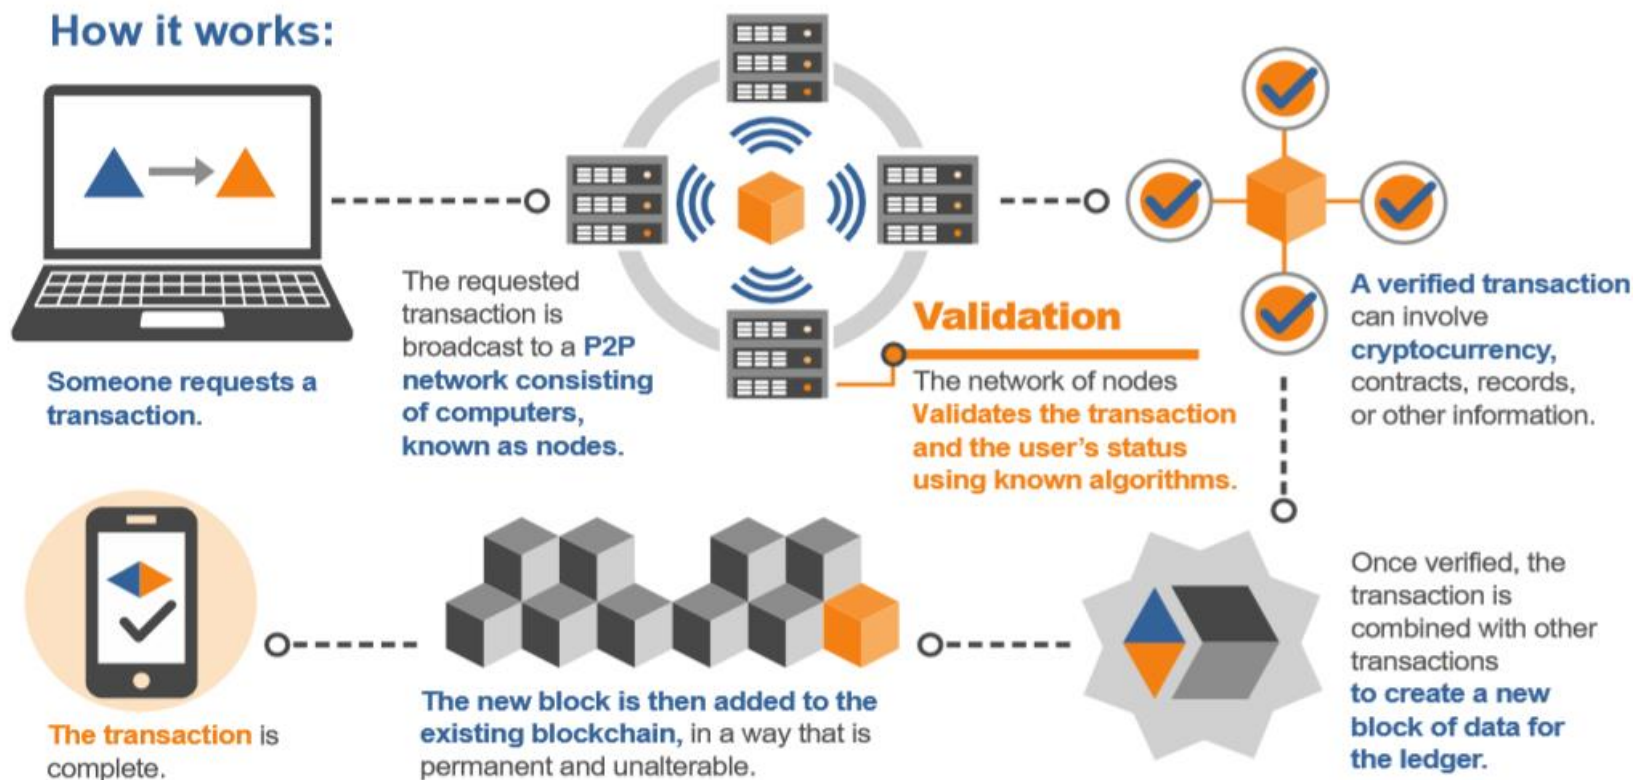 How it works:
Someone requests a
transaction.
The requested
transaction is
broadcast to a P2P
network consisting
of computers,
known as nodes.
Validation
The network of nodes
Validates the transaction
and the user’s status
using known algorithms.
A verified transaction
can involve
cryptocurrency,
contracts, records,
or other information.
Once verified, the
transaction is
combined with other
transactions
to create a new
block of data for
the ledger.
The new block is then added to the
existing blockchain, in a way that is
permanent and unalterable.
The transaction is
complete.